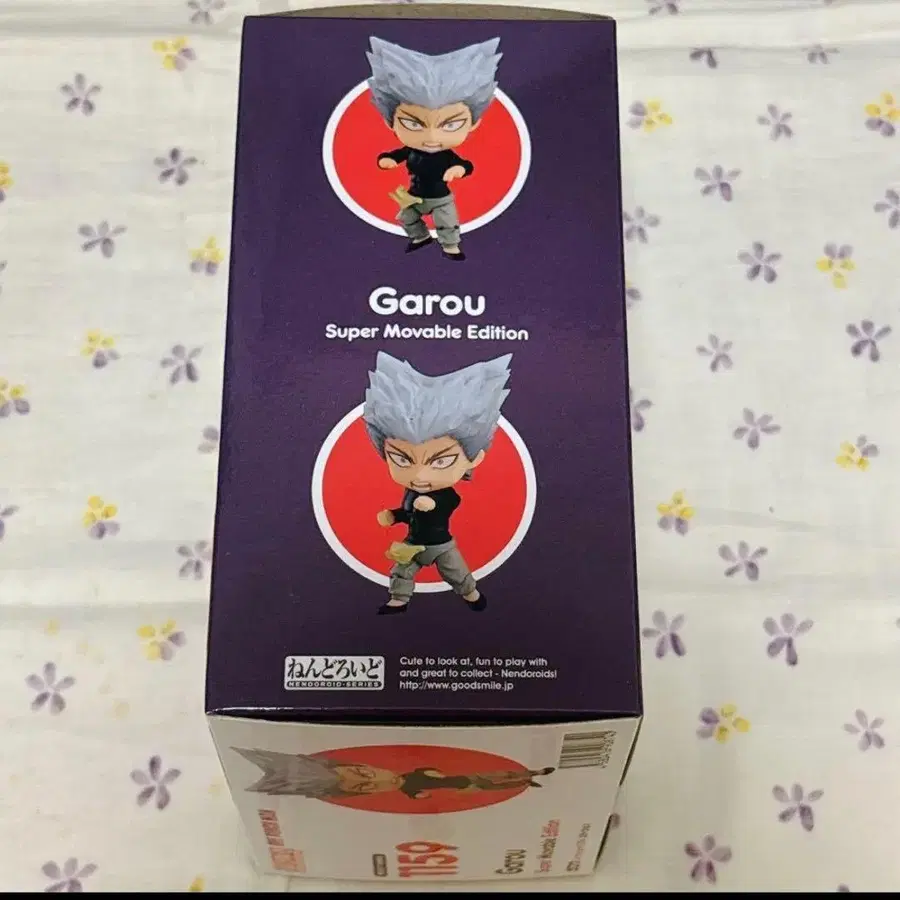 Garou
Super Movable Edition
ねんどろいど
NENDOROID-SERIES
Cute to look at, fun to play with
and great to collect - Nendoroids!
http://www.goodsmile.jp
1159
Garou
Super Movable Edition